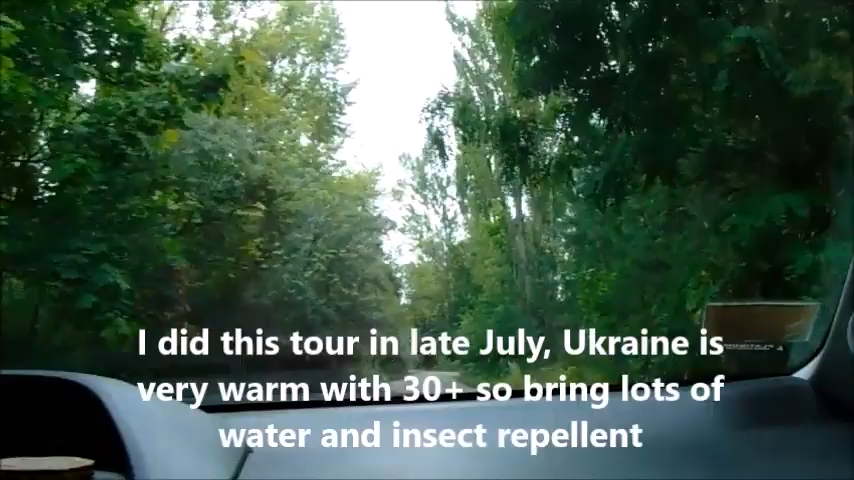 I did this tour in late July, Ukraine is
very warm with 30+ so bring lots of
water and insect repellent